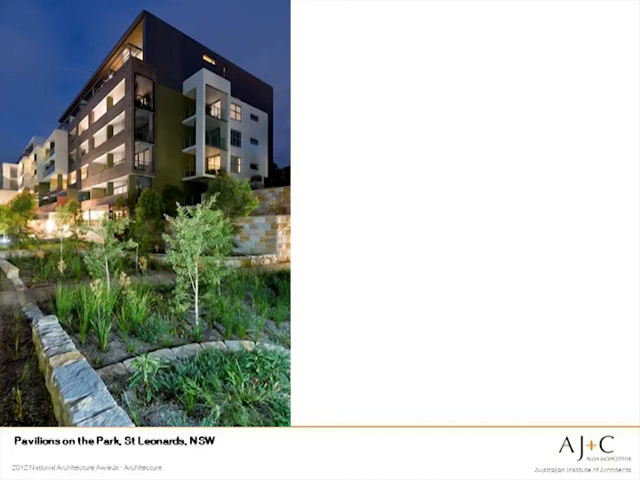 Pavilions on the Park, St Leonards, NSW
2012 National Architecture Awards - Architecture
AJ+C
ALLEN JACK+COTTIER
Australian Institute of Architects